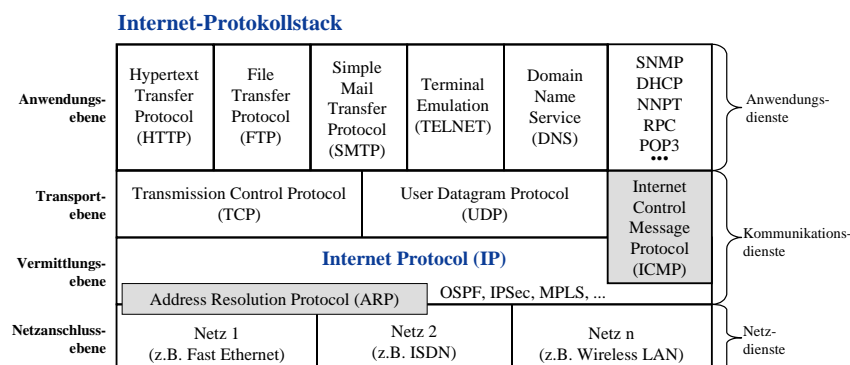 Internet-Protokollstack
Anwendungs-
ebene
Hypertext
Transfer
Protocol
(HTTP)
File
Transfer
Protocol
(FTP)
Simple
Mail
Transfer
Protocol
(SMTP)
Terminal
Emulation
(TELNET)
Domain
Name
Service
(DNS)
SNMP
DHCP
NNPT
RPC
POP3
•••
Anwendungs-
dienste
Transport-
ebene
Transmission Control Protocol
(TCP)
User Datagram Protocol
(UDP)
Internet
Control
Message
Protocol
(ICMP)
Kommunikations-
dienste
Vermittlungs-
ebene
Internet Protocol (IP)
Address Resolution Protocol (ARP)
OSPF, IPSec, MPLS, ...
Netzanschluss-
ebene
Netz 1
(z.B. Fast Ethernet)
Netz 2
(z.B. ISDN)
Netz n
(z.B. Wireless LAN)
Netz-
dienste